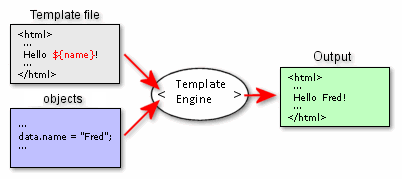 Template file
<html>
...
Hello ${name}!
...
</html>
objects
...
data.name = "Fred";
...
< Template Engine >
Output
<html>
...
Hello Fred!
...
</html>